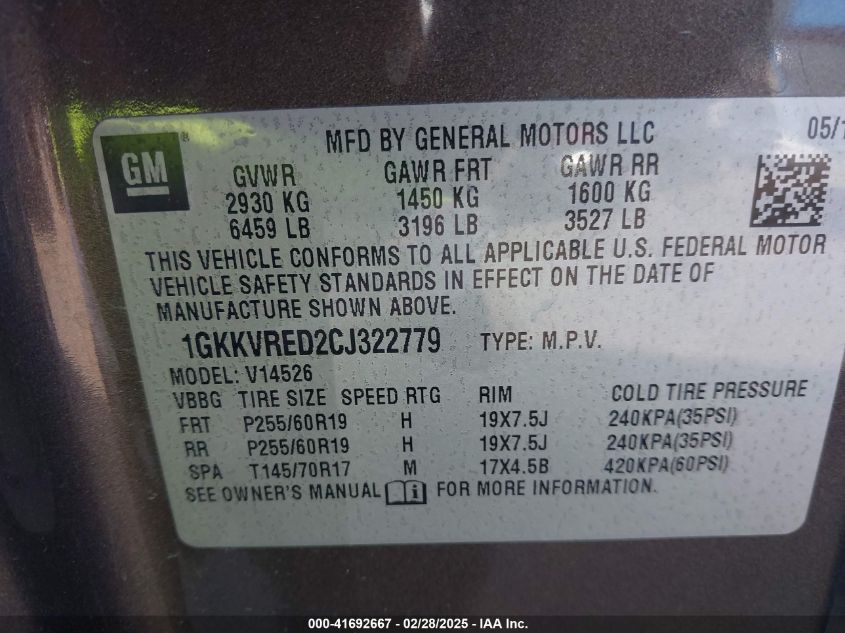 MFD BY GENERAL MOTORS LLC 05/1
GM
®
GVWR GAWR FRT GAWR RR
2930 KG 1450 KG 1600 KG
6459 LB 3196 LB 3527 LB
THIS VEHICLE CONFORMS TO ALL APPLICABLE U.S. FEDERAL MOTOR
VEHICLE SAFETY STANDARDS IN EFFECT ON THE DATE OF
MANUFACTURE SHOWN ABOVE.
1GKKVRED2CJ322779 TYPE: M.P.V.
MODEL: V14526
VBBG TIRE SIZE SPEED RTG RIM COLD TIRE PRESSURE
FRT P255/60R19 H 19X7.5J 240KPA(35PSI)
RR P255/60R19 H 19X7.5J 240KPA(35PSI)
SPA T145/70R17 M 17X4.5B 420KPA(60PSI)
SEE OWNER'S MANUAL i FOR MORE INFORMATION.
000-41692667 - 02/28/2025 - IAA Inc.